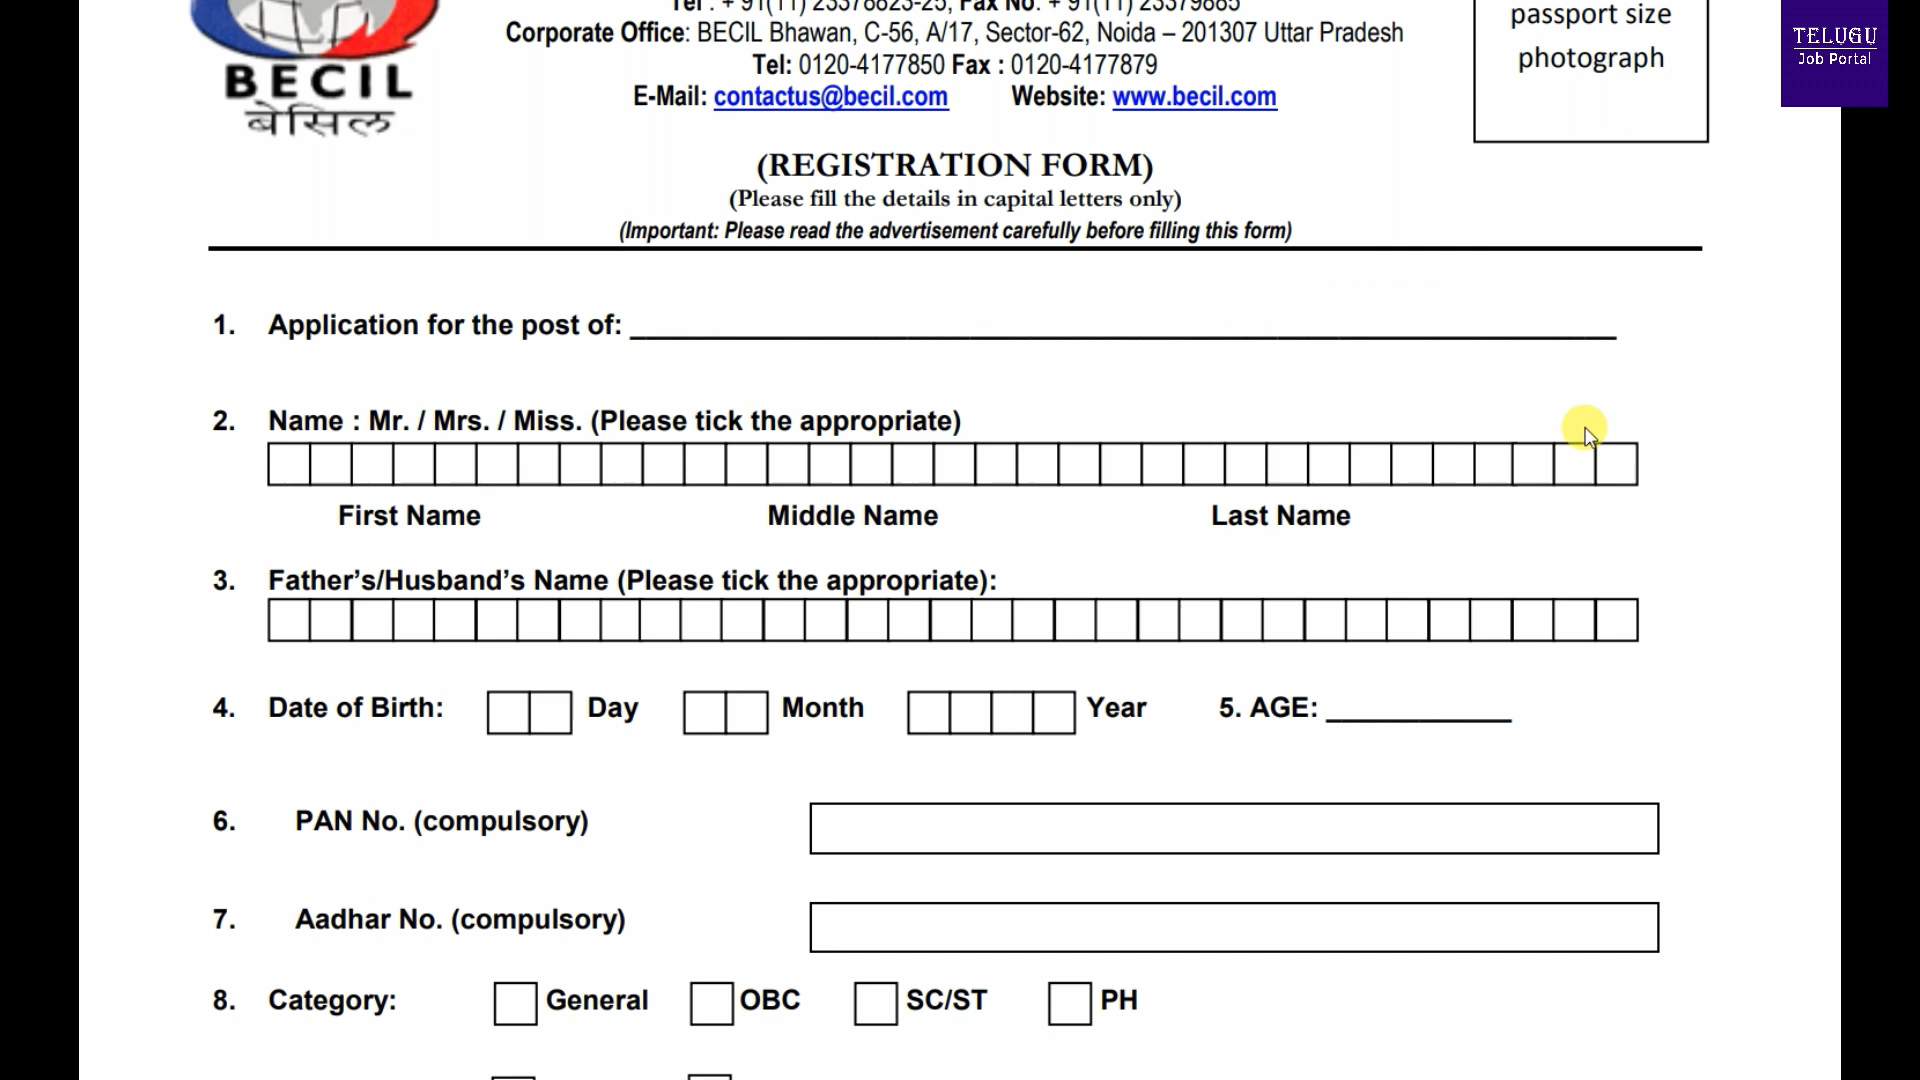 Tel : + 91(11) 23378823-25, Fax No. + 91(11) 23379885
passport size
TELUGU
Corporate Office: BECIL Bhawan, C-56, A/17, Sector-62, Noida – 201307 Uttar Pradesh
photograph
Job Portal
Tel: 0120-4177850 Fax : 0120-4177879
BECIL
E-Mail: contactus@becil.com Website: www.becil.com
बेसिल
(REGISTRATION FORM)
(Please fill the details in capital letters only)
(Important: Please read the advertisement carefully before filling this form)
1. Application for the post of:
2. Name : Mr. / Mrs. / Miss. (Please tick the appropriate)
First Name Middle Name Last Name
3. Father’s/Husband’s Name (Please tick the appropriate):
4. Date of Birth: Day Month Year 5. AGE:
6. PAN No. (compulsory)
7. Aadhar No. (compulsory)
8. Category: General OBC SC/ST PH